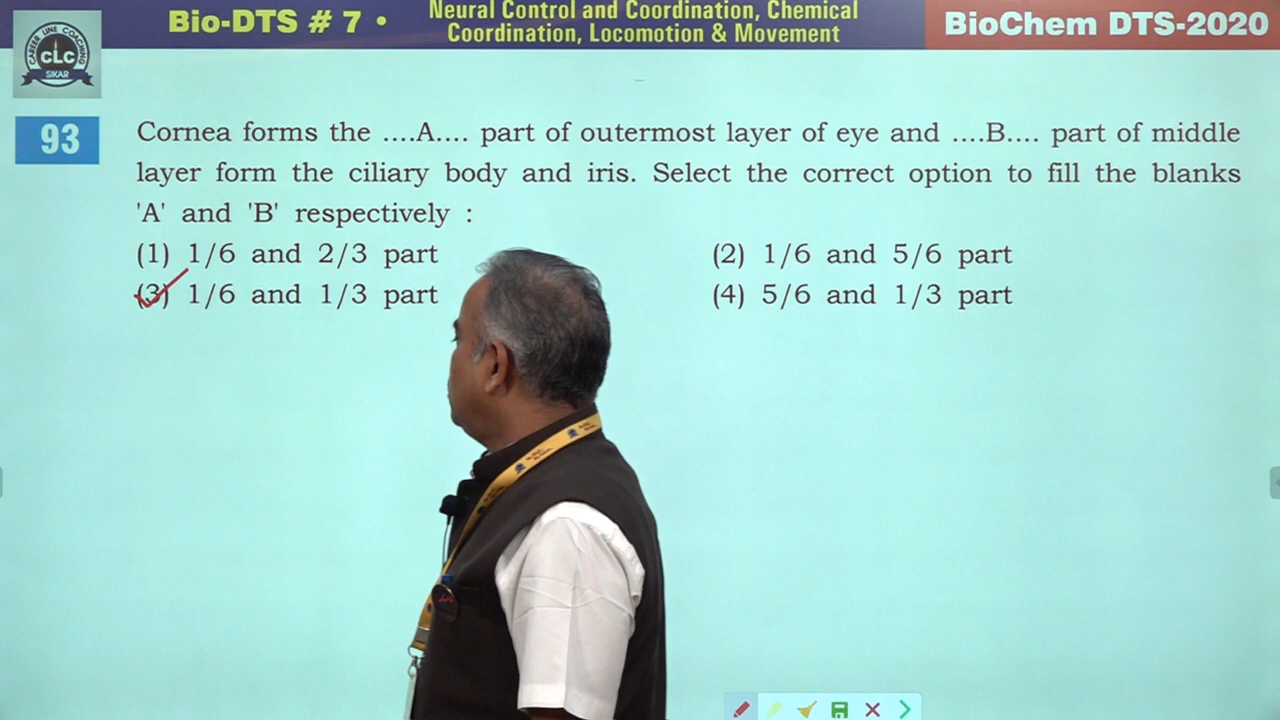 Bio-DTS # 7 •
Neural Control and Coordination, Chemical
Coordination, Locomotion & Movement
BioChem DTS-2020
CAREER LINE COACHING
CLC
SIKAR
93
Cornea forms the ....A.... part of outermost layer of eye and ....B.... part of middle
layer form the ciliary body and iris. Select the correct option to fill the blanks
'A' and 'B' respectively :
(1) 1/6 and 2/3 part
(2) 1/6 and 5/6 part
(3) 1/6 and 1/3 part
(4) 5/6 and 1/3 part